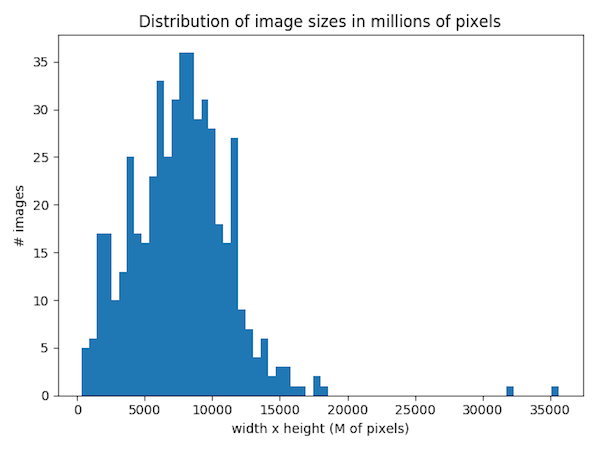 Distribution of image sizes in millions of pixels
# images
35
30
25
20
15
10
5
0
0 5000 10000 15000 20000 25000 30000 35000
width x height (M of pixels)